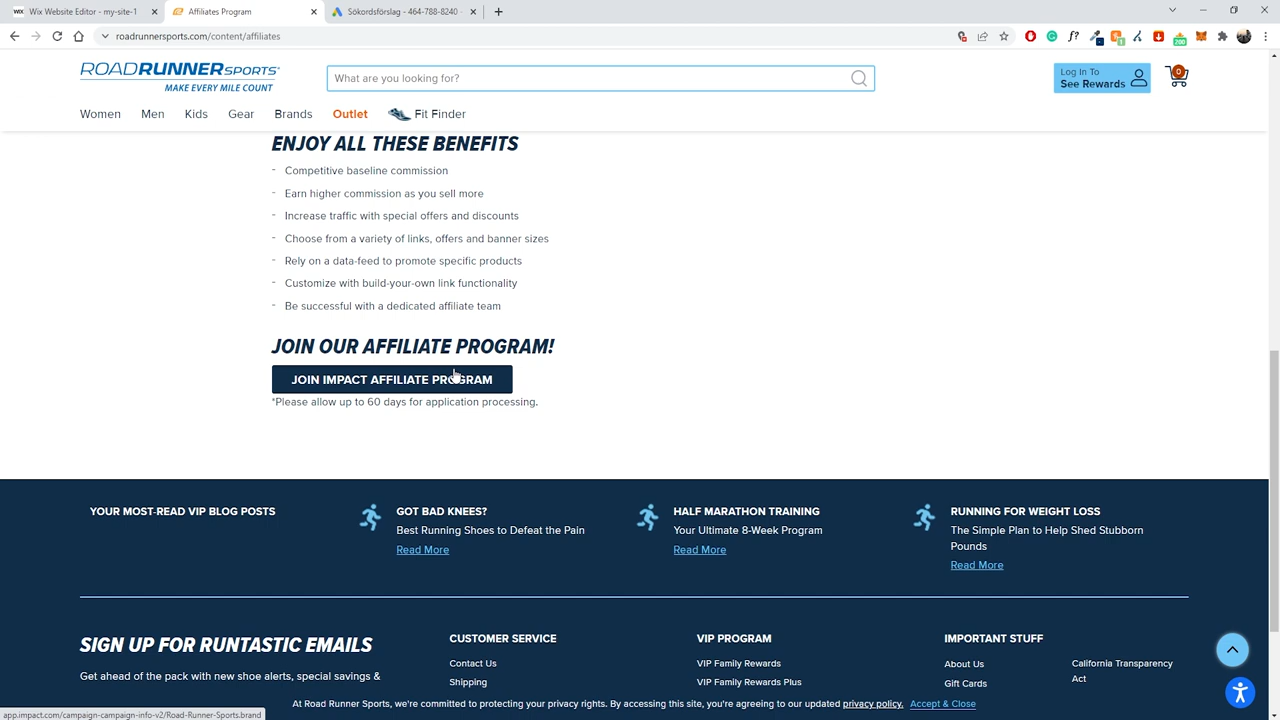 Wix Website Editor - my-site-1
Affiliates Program
Sökordsförslag - 464-788-8240 -
roadrunnersports.com/content/affiliates
200
ROADRUNNERSPORTS
MAKE EVERY MILE COUNT
What are you looking for?
Log In To
See Rewards
0
Women Men Kids Gear Brands Outlet Fit Finder
ENJOY ALL THESE BENEFITS
- Competitive baseline commission
- Earn higher commission as you sell more
- Increase traffic with special offers and discounts
- Choose from a variety of links, offers and banner sizes
- Rely on a data-feed to promote specific products
- Customize with build-your-own link functionality
- Be successful with a dedicated affiliate team
JOIN OUR AFFILIATE PROGRAM!
JOIN IMPACT AFFILIATE PROGRAM
*Please allow up to 60 days for application processing.
YOUR MOST-READ VIP BLOG POSTS
GOT BAD KNEES?
Best Running Shoes to Defeat the Pain
Read More
HALF MARATHON TRAINING
Your Ultimate 8-Week Program
Read More
RUNNING FOR WEIGHT LOSS
The Simple Plan to Help Shed Stubborn
Pounds
Read More
SIGN UP FOR RUNTASTIC EMAILS
Get ahead of the pack with new shoe alerts, special savings &
CUSTOMER SERVICE
Contact Us
Shipping
VIP PROGRAM
VIP Family Rewards
VIP Family Rewards Plus
IMPORTANT STUFF
About Us
Gift Cards
California Transparency
Act
At Road Runner Sports, we're committed to protecting your privacy rights. By accessing this site, you're agreeing to our updated privacy policy. Accept & Close
app.impact.com/campaign-campaign-info-v2/Road-Runner-Sports.brand